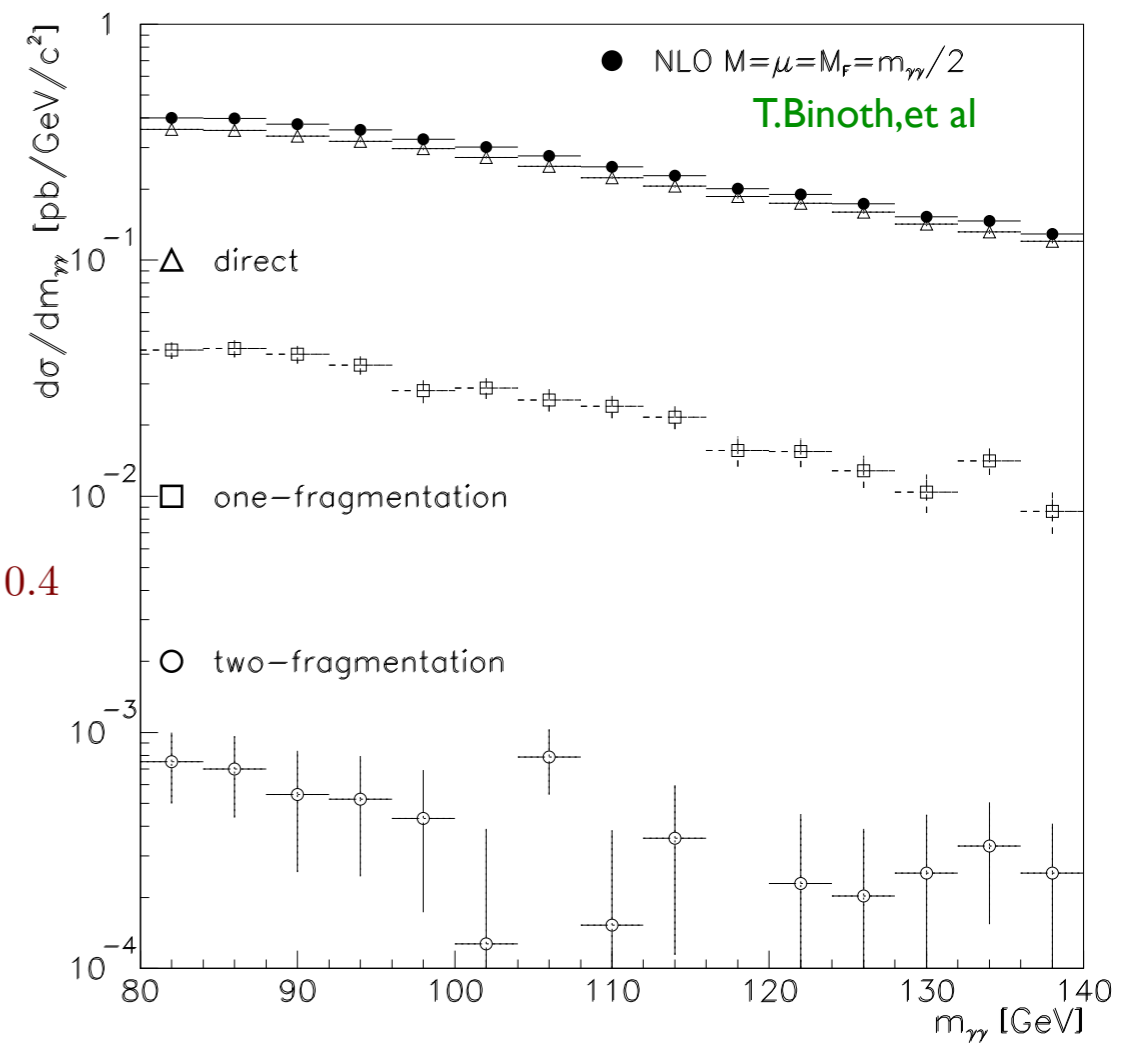 dσ/dm_γγ [pb/GeV/c²]
1
NLO M=μ=M_F=m_γγ/2
T.Binoth,et al
10⁻¹
△ direct
10⁻²
□ one-fragmentation
0.4
○ two-fragmentation
10⁻³
10⁻⁴
80 90 100 110 120 130 140
m_γγ [GeV]